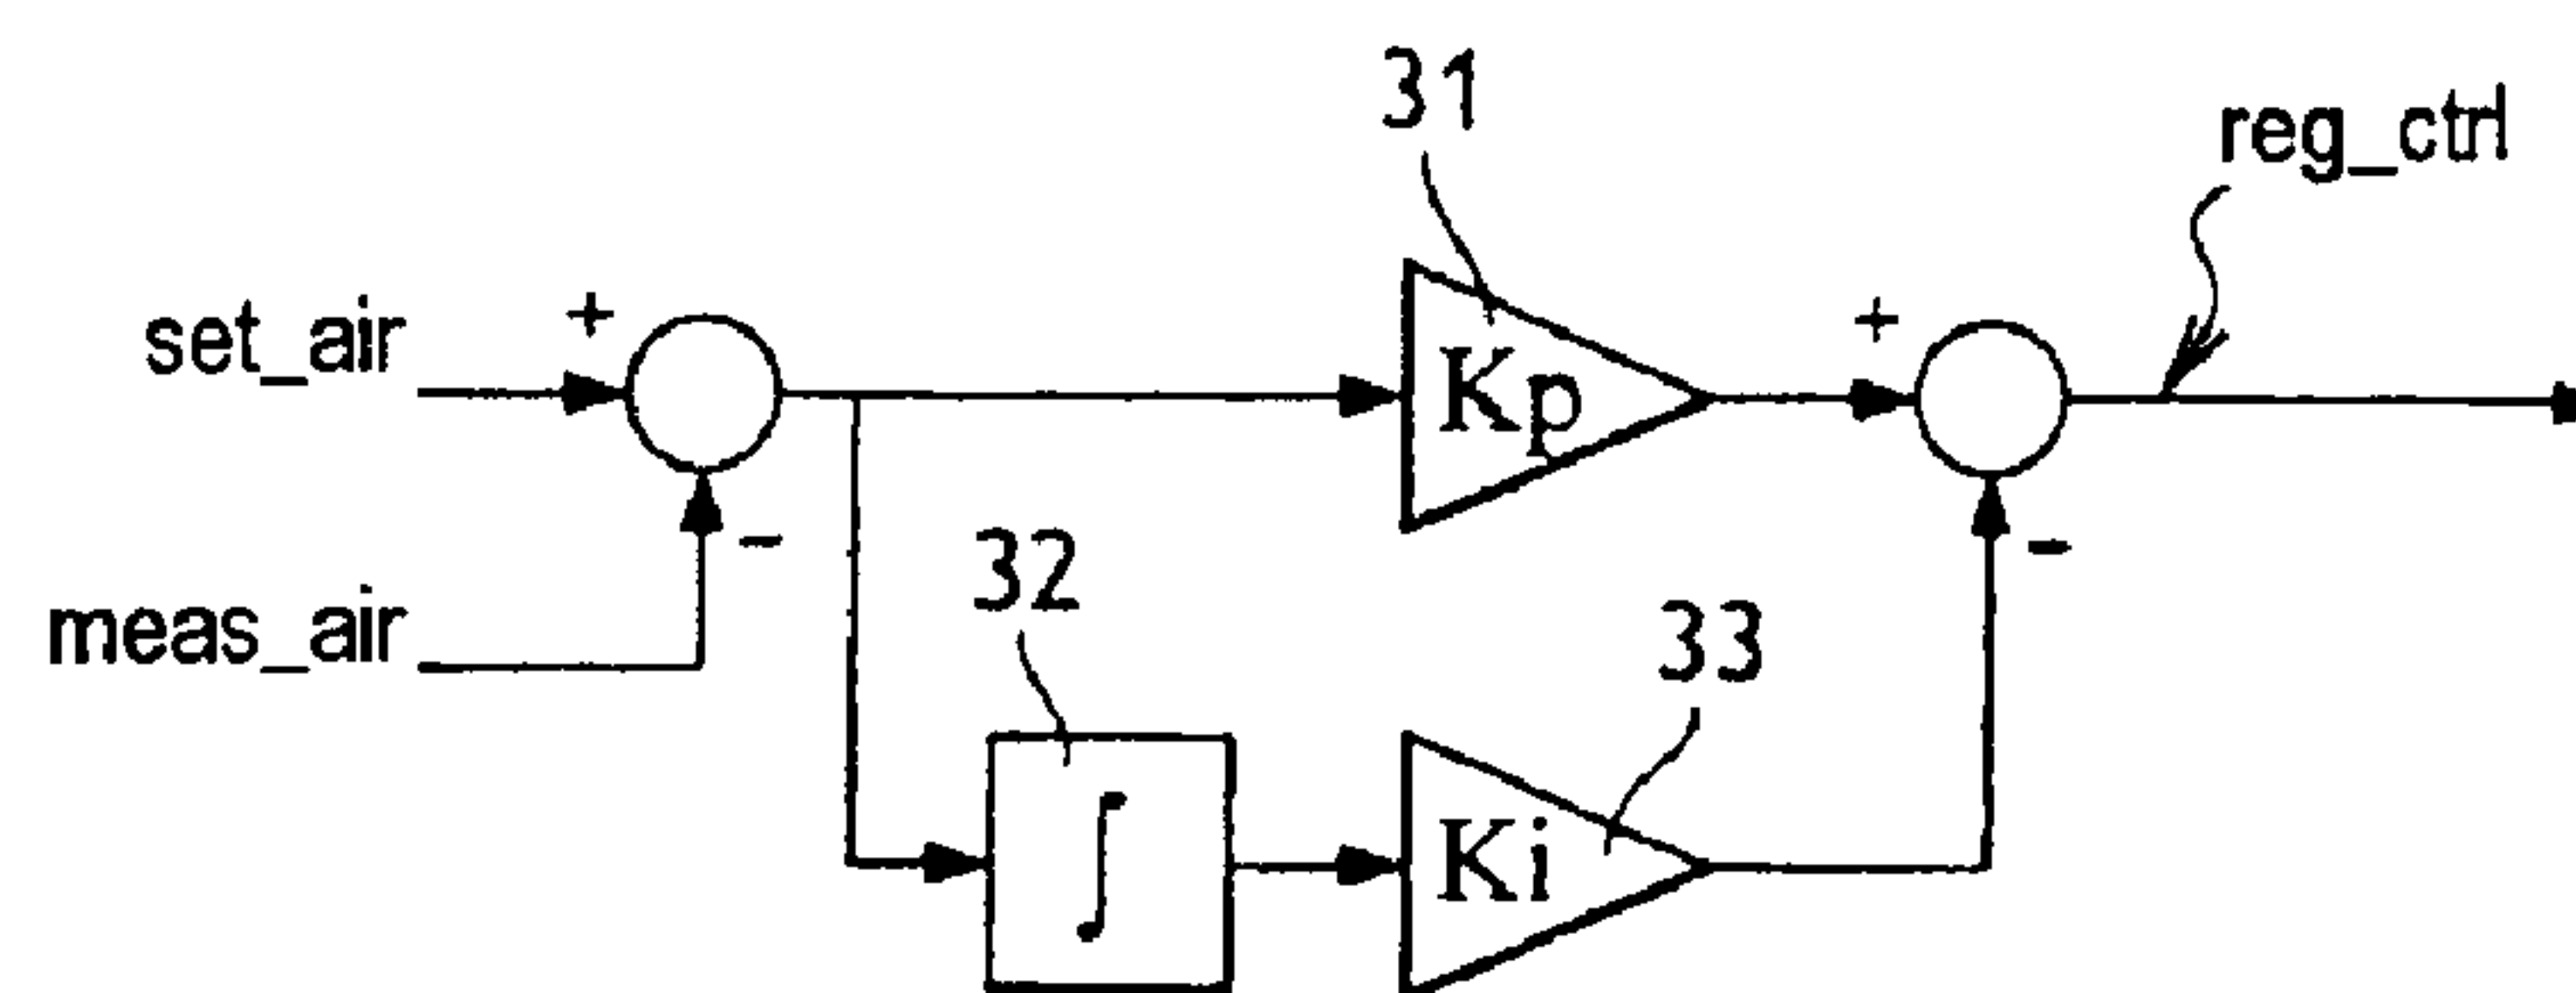 31
reg_ctrl
+
+
set_air
Kp
-
-
32
meas_air
33
∫
Ki